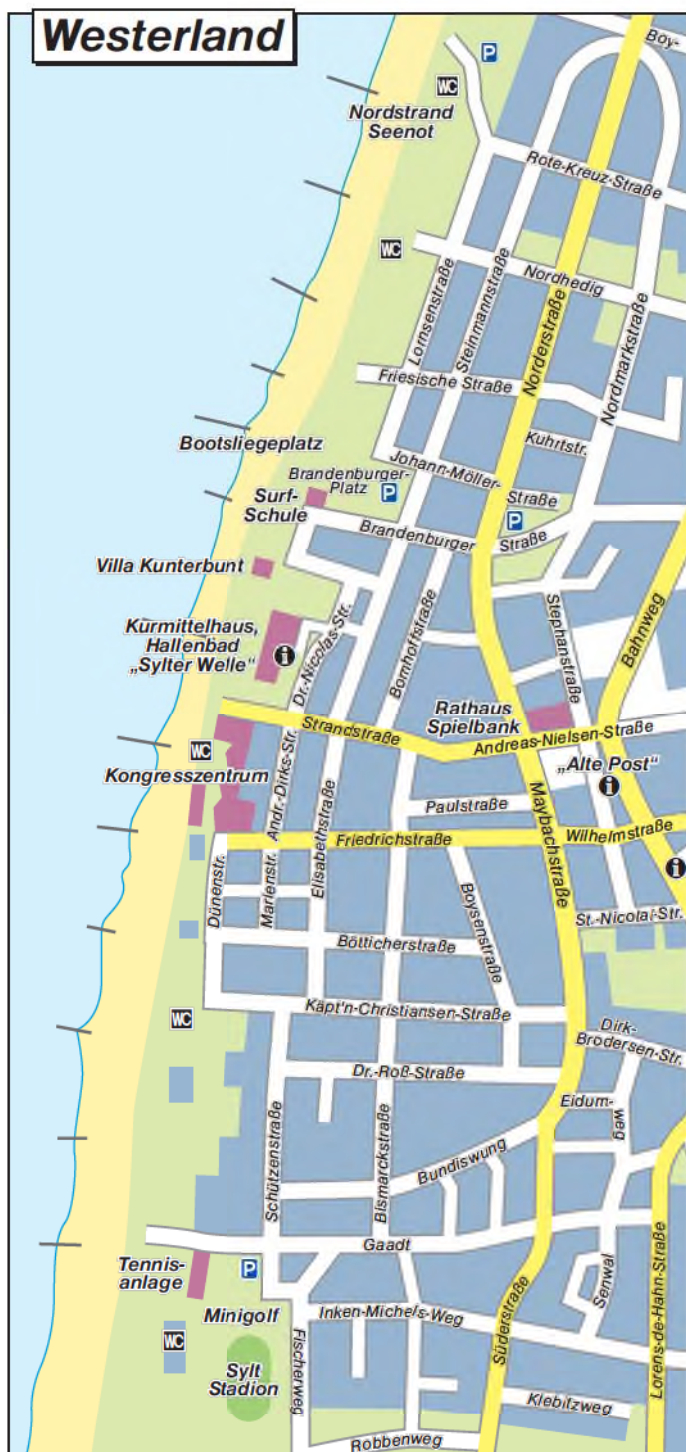 Westerland
Boy-
P
WC
Nordstrand
Seenot
Rote-Kreuz-Straße
WC
Nordhedig
Lornsenstraße
Steinmannstraße
Norderstraße
Nordmarkstraße
Friesische Straße
Kuhrtstr.
Bootsliegeplatz
Johann-Möller-
Straße
Brandenburger-
Platz
P
P
Surf-
Schule
Brandenburger
Straße
Villa Kunterbunt
Stephanstraße
Bahnweg
Kurmittelhaus,
Hallenbad
„Sylter Welle“
i
Dr.-Nicolas-Str.
Bomhoffstraße
Rathaus
Spielbank
Strandstraße
Andreas-Nielsen-Straße
WC
Kongresszentrum
Andr.-Dirks-Str.
„Alte Post“
i
Paulstraße
Maybachstraße
Elisabethstraße
Friedrichstraße
Wilhelmstraße
Dünenstr.
Marienstr.
Boysenstraße
i
St.-Nicolai-Str.
Bötticherstraße
WC
Käpt'n-Christiansen-Straße
Dirk-
Brodersen-Str.
Dr.-Roß-Straße
Eidum-
weg
Schützenstraße
Bismarckstraße
Bundiswung
Gaadt
Tennis-
anlage
P
Senwal
Lorens-de-Hahn-Straße
Minigolf
Inken-Michels-Weg
Süderstraße
WC
Sylt
Stadion
Fischerweg
Kiebitzweg
Robbenweg